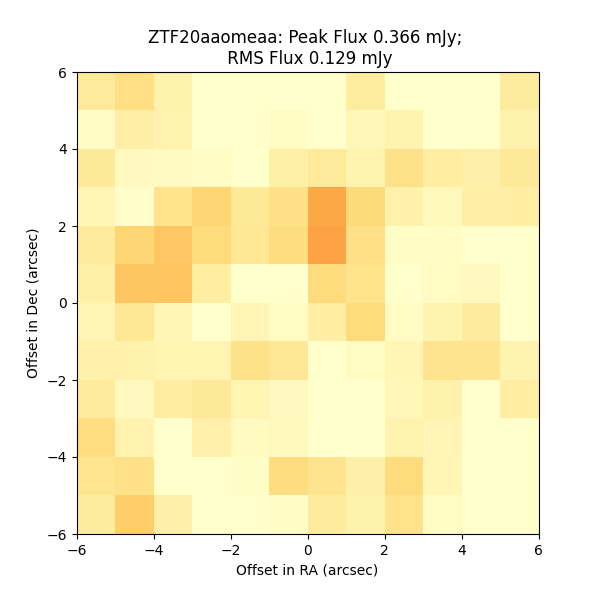 ZTF20aaomeaa: Peak Flux 0.366 mJy;
RMS Flux 0.129 mJy
6
4
2
0
−2
−4
−6
Offset in Dec (arcsec)
−6 −4 −2 0 2 4 6
Offset in RA (arcsec)